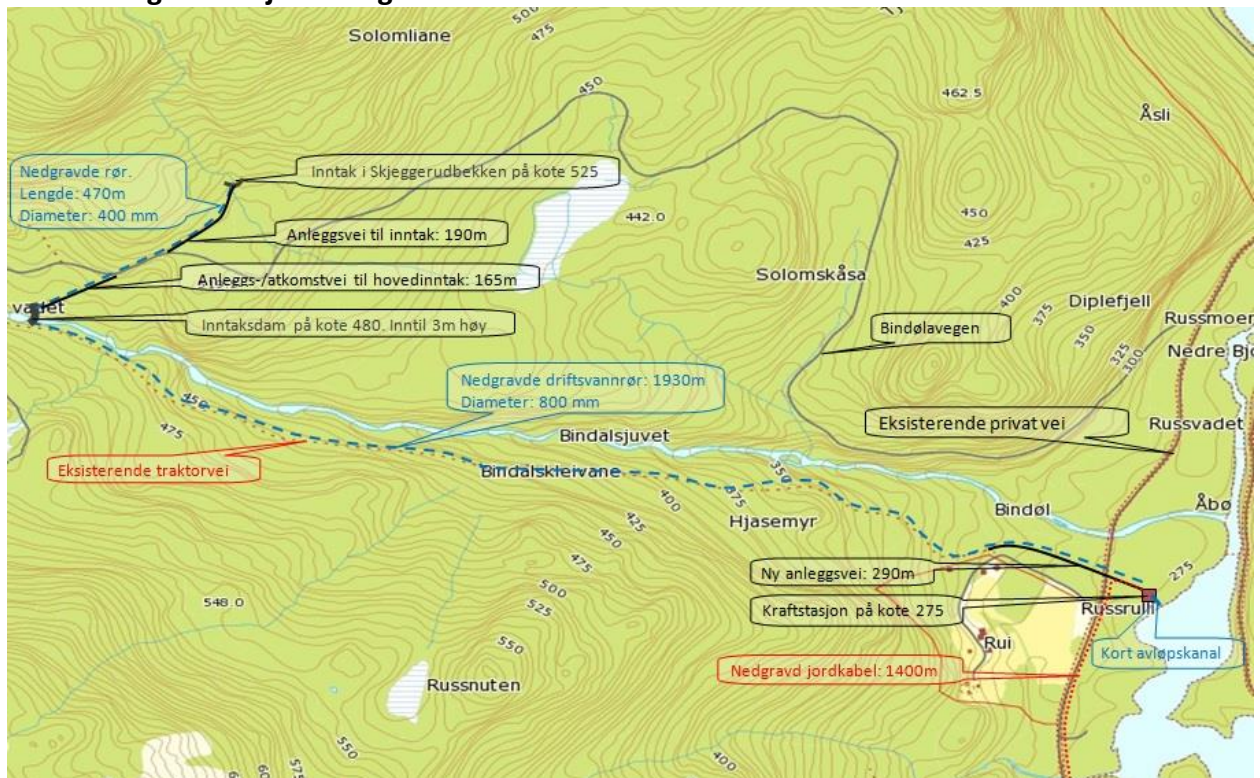 Solomliane
500
475
Åsli
462.5
450
Nedgravde rør.
Lengde: 470m
Diameter: 400 mm
Inntak i Skjeggerudbekken på kote 525
442.0
450
425
Anleggsvei til inntak: 190m
Anleggs-/atkomstvei til hovedinntak: 165m
Solomskåsa
400
375
350
325
300
Diplefjell
Russmoen
Inntaksdam på kote 480. Inntil 3m høy
Bindølavegen
Nedre Bjo
Nedgravde driftsvannrør: 1930m
Diameter: 800 mm
450
475
Eksisterende privat vei
Russvadet
Bindalsjuvet
Eksisterende traktorvei
Bindalskleivane
350
375
400
425
450
475
500
525
550
Hjasemyr
Bindøl
Åbø
Ny anleggsvei: 290m
275
Kraftstasjon på kote 275
Russrulli
548.0
Rui
Kort avløpskanal
Nedgravd jordkabel: 1400m
Russnuten
550
575
400